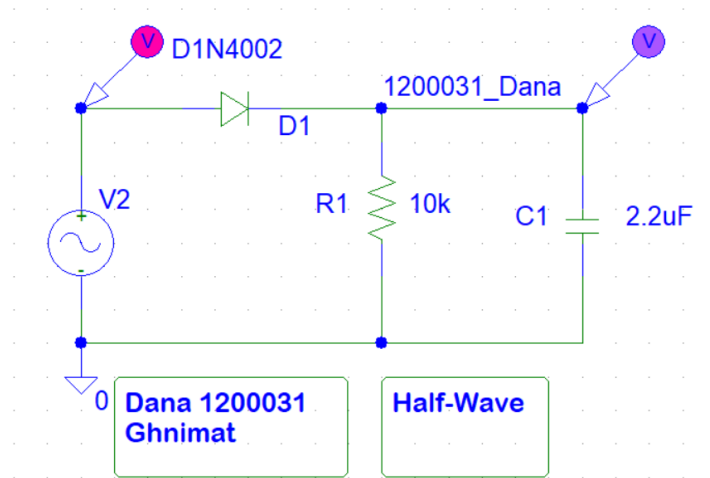 V
V
D1N4002
1200031_Dana
D1
V2
+
R1
10k
C1
2.2uF
-
0
Dana 1200031
Ghnimat
Half-Wave